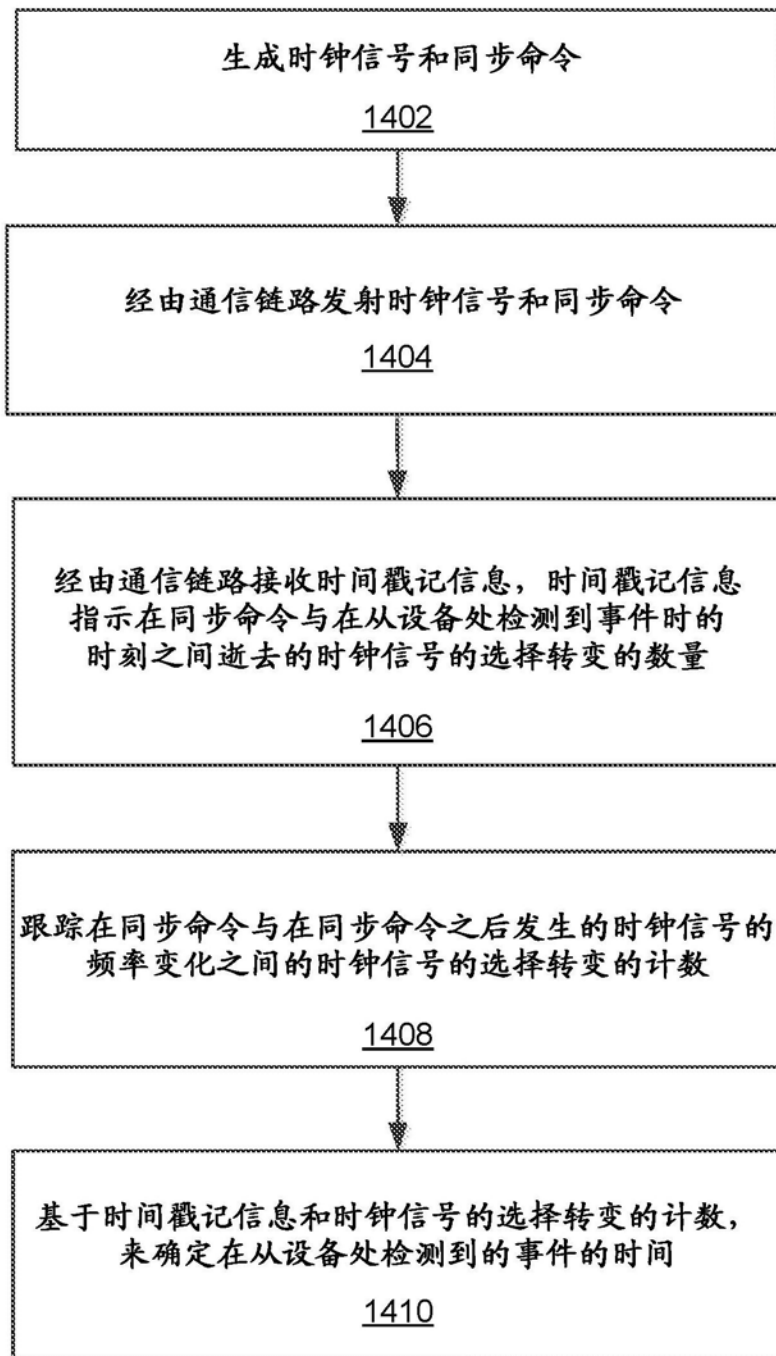 生成时钟信号和同步命令
1402
经由通信链路发射时钟信号和同步命令
1404
经由通信链路接收时间戳记信息，时间戳记信息
指示在同步命令与在从设备处检测到事件时的
时刻之间逝去的时钟信号的选择转变的数量
1406
跟踪在同步命令与在同步命令之后发生的时钟信号的
频率变化之间的时钟信号的选择转变的计数
1408
基于时间戳记信息和时钟信号的选择转变的计数，
来确定在从设备处检测到的事件的时间
1410